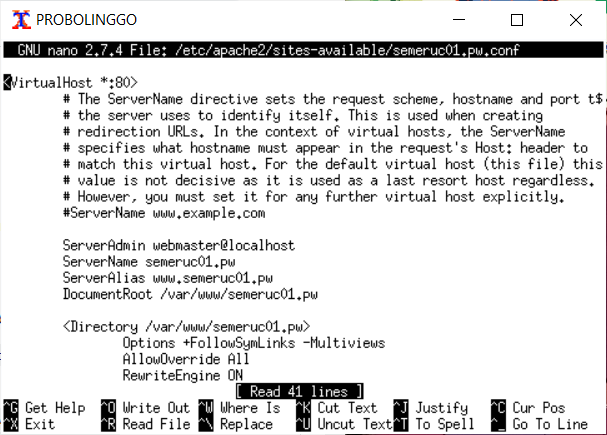 PROBOLINGGO
GNU nano 2.7.4 File: /etc/apache2/sites-available/semeruc01.pw.conf
<VirtualHost *:80>
# The ServerName directive sets the request scheme, hostname and port t$
# the server uses to identify itself. This is used when creating
# redirection URLs. In the context of virtual hosts, the ServerName
# specifies what hostname must appear in the request's Host: header to
# match this virtual host. For the default virtual host (this file) this
# value is not decisive as it is used as a last resort host regardless.
# However, you must set it for any further virtual host explicitly.
#ServerName www.example.com
ServerAdmin webmaster@localhost
ServerName semeruc01.pw
ServerAlias www.semeruc01.pw
DocumentRoot /var/www/semeruc01.pw
<Directory /var/www/semeruc01.pw>
Options +FollowSymLinks -Multiviews
AllowOverride All
RewriteEngine ON
[ Read 41 lines ]
^G Get Help ^O Write Out ^W Where Is ^K Cut Text ^J Justify ^C Cur Pos
^X Exit ^R Read File ^\ Replace ^U Uncut Text ^T To Spell ^_ Go To Line